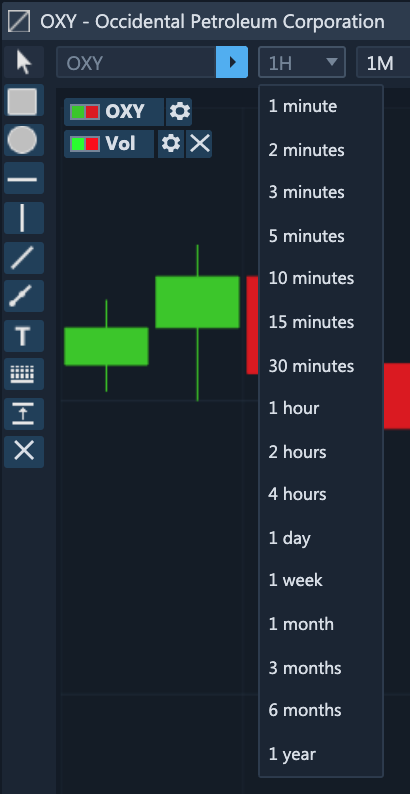 OXY - Occidental Petroleum Corporation
OXY
1H
1M
OXY
Vol
T
1 minute
2 minutes
3 minutes
5 minutes
10 minutes
15 minutes
30 minutes
1 hour
2 hours
4 hours
1 day
1 week
1 month
3 months
6 months
1 year